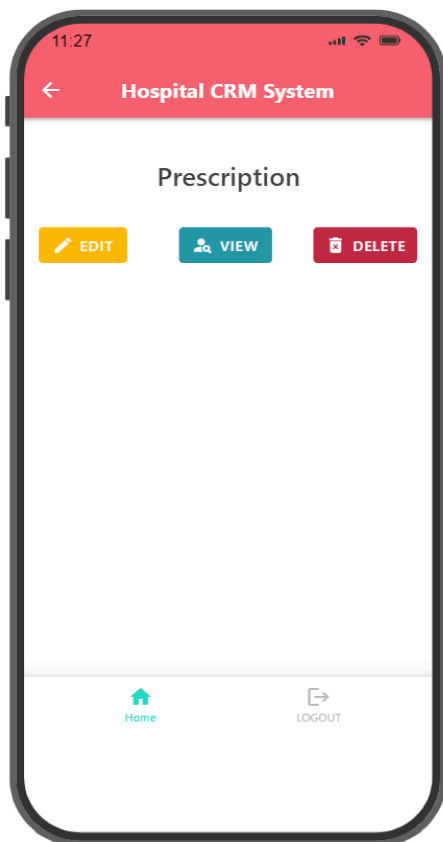 11:27
Hospital CRM System
Prescription
EDIT VIEW DELETE
Home LOGOUT